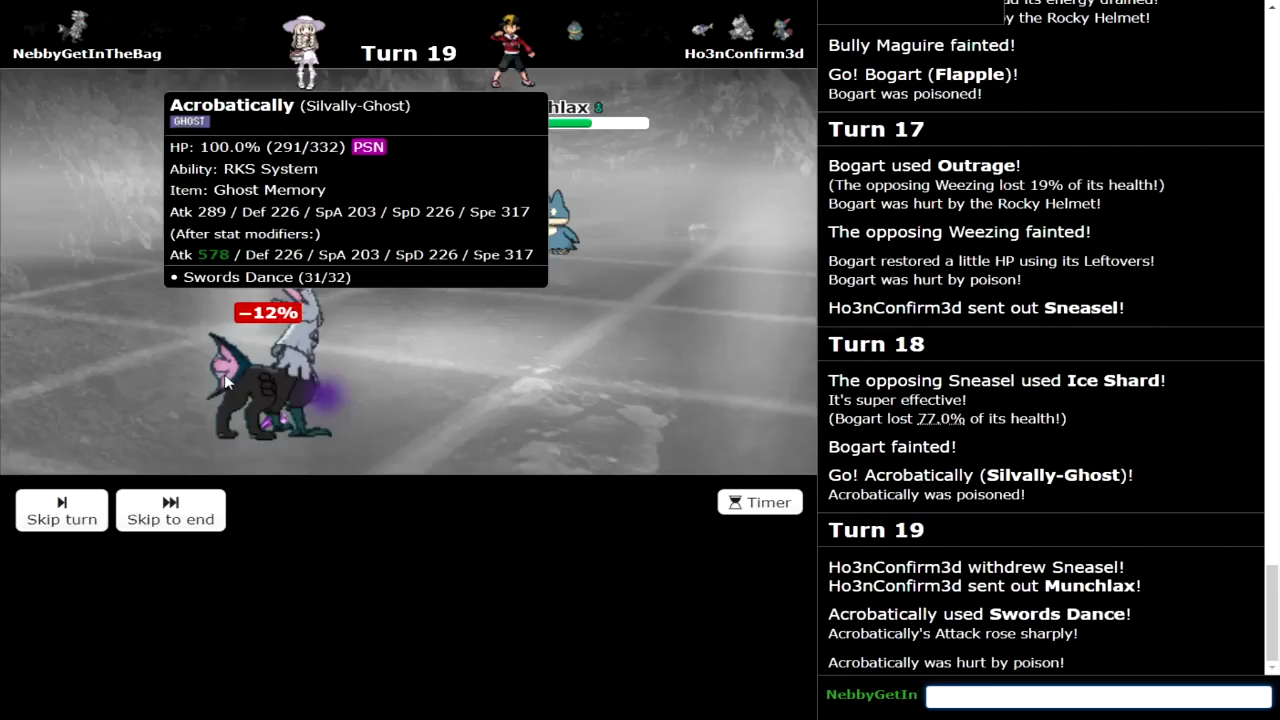 NebbyGetInTheBag
Turn 19
Ho3nConfirm3d
Acrobatically (Silvally-Ghost)
GHOST
HP: 100.0% (291/332) PSN
Ability: RKS System
Item: Ghost Memory
Atk 289 / Def 226 / SpA 203 / SpD 226 / Spe 317
(After stat modifiers:)
Atk 578 / Def 226 / SpA 203 / SpD 226 / Spe 317
• Swords Dance (31/32)
hlax
−12%
Skip turn
Skip to end
Timer
its energy drained!
y the Rocky Helmet!
Bully Maguire fainted!
Go! Bogart (Flapple)!
Bogart was poisoned!
Turn 17
Bogart used Outrage!
(The opposing Weezing lost 19% of its health!)
Bogart was hurt by the Rocky Helmet!
The opposing Weezing fainted!
Bogart restored a little HP using its Leftovers!
Bogart was hurt by poison!
Ho3nConfirm3d sent out Sneasel!
Turn 18
The opposing Sneasel used Ice Shard!
It's super effective!
(Bogart lost 77.0% of its health!)
Bogart fainted!
Go! Acrobatically (Silvally-Ghost)!
Acrobatically was poisoned!
Turn 19
Ho3nConfirm3d withdrew Sneasel!
Ho3nConfirm3d sent out Munchlax!
Acrobatically used Swords Dance!
Acrobatically's Attack rose sharply!
Acrobatically was hurt by poison!
NebbyGetIn